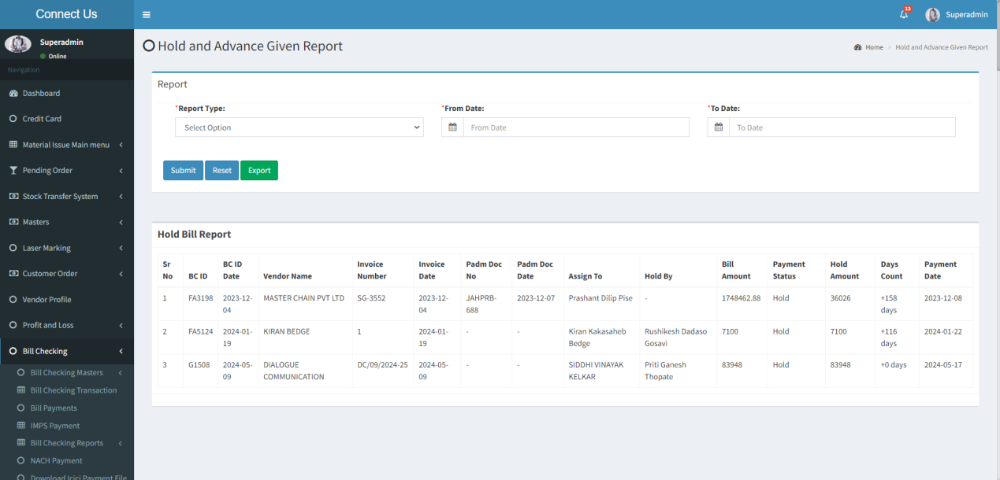 Connect Us
13
Superadmin
Superadmin
Online
Navigation
Dashboard
Credit Card
Material Issue Main menu
Pending Order
Stock Transfer System
Masters
Laser Marking
Customer Order
Vendor Profile
Profit and Loss
Bill Checking
Bill Checking Masters
Bill Checking Transaction
Bill Payments
IMPS Payment
Bill Checking Reports
NACH Payment
Download Icici Payment File
Hold and Advance Given Report
Home > Hold and Advance Given Report
Report
*Report Type: *From Date: *To Date:
Select Option From Date To Date
Submit Reset Export
Hold Bill Report
Sr BC ID Invoice Invoice Padm Doc Padm Doc Bill Payment Hold Days Payment
No BC ID Date Vendor Name Number Date No Date Assign To Hold By Amount Status Amount Count Date
1 FA3198 2023-12- MASTER CHAIN PVT LTD SG-3552 2023-12- JAHPRB- 2023-12-07 Prashant Dilip Pise - 1748462.88 Hold 36026 +158 2023-12-08
04 04 688 days
2 FA5124 2024-01- KIRAN BEDGE 1 2024-01- - - Kiran Kakasaheb Rushikesh Dadaso 7100 Hold 7100 +116 2024-01-22
19 19 Bedge Gosavi days
3 G1508 2024-05- DIALOGUE DC/09/2024-25 2024-05- - - SIDDHI VINAYAK Priti Ganesh 83948 Hold 83948 +0 days 2024-05-17
09 COMMUNICATION 09 KELKAR Thopate